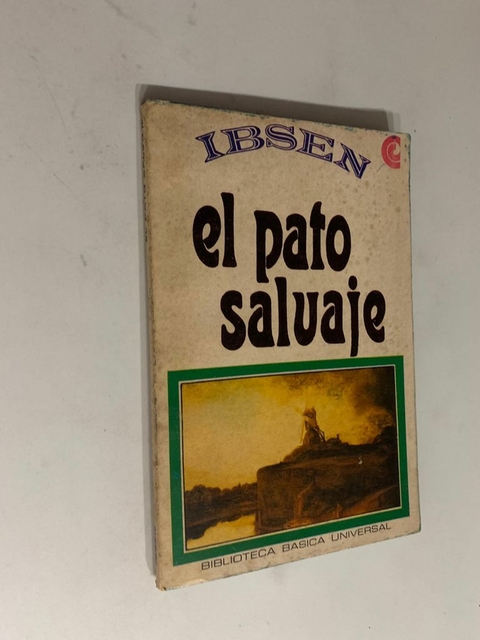 IBSEN
el pato
salvaje
BIBLIOTECA BASICA UNIVERSAL